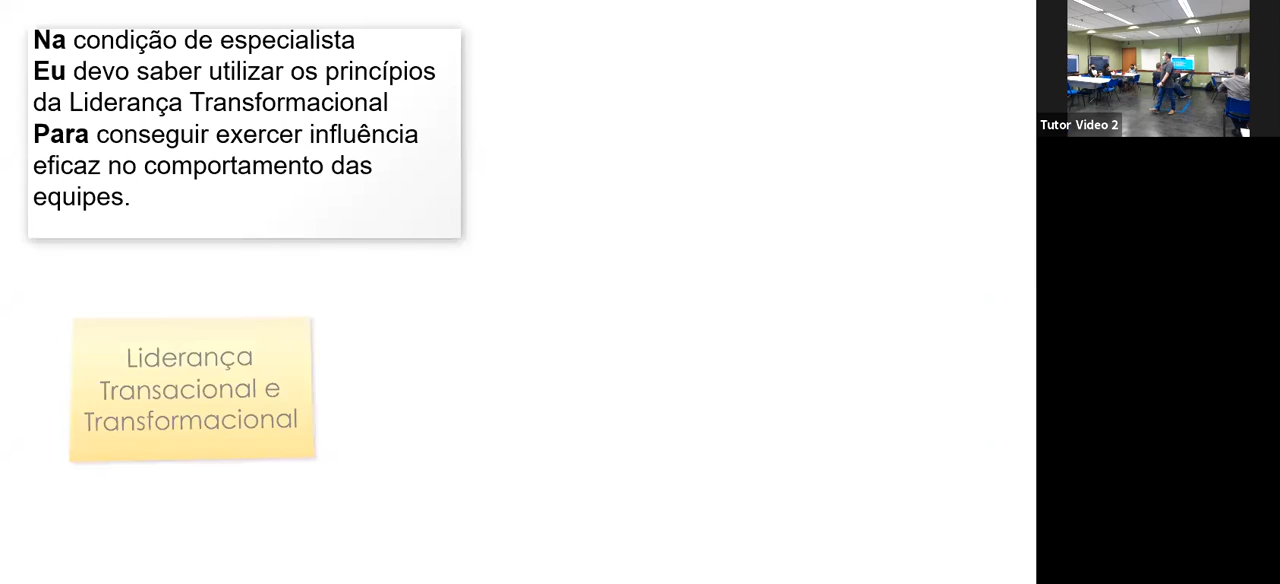 Na condição de especialista
Eu devo saber utilizar os princípios
da Liderança Transformacional
Para conseguir exercer influência
eficaz no comportamento das
equipes.
Liderança
Transacional e
Transformacional
Tutor Video 2